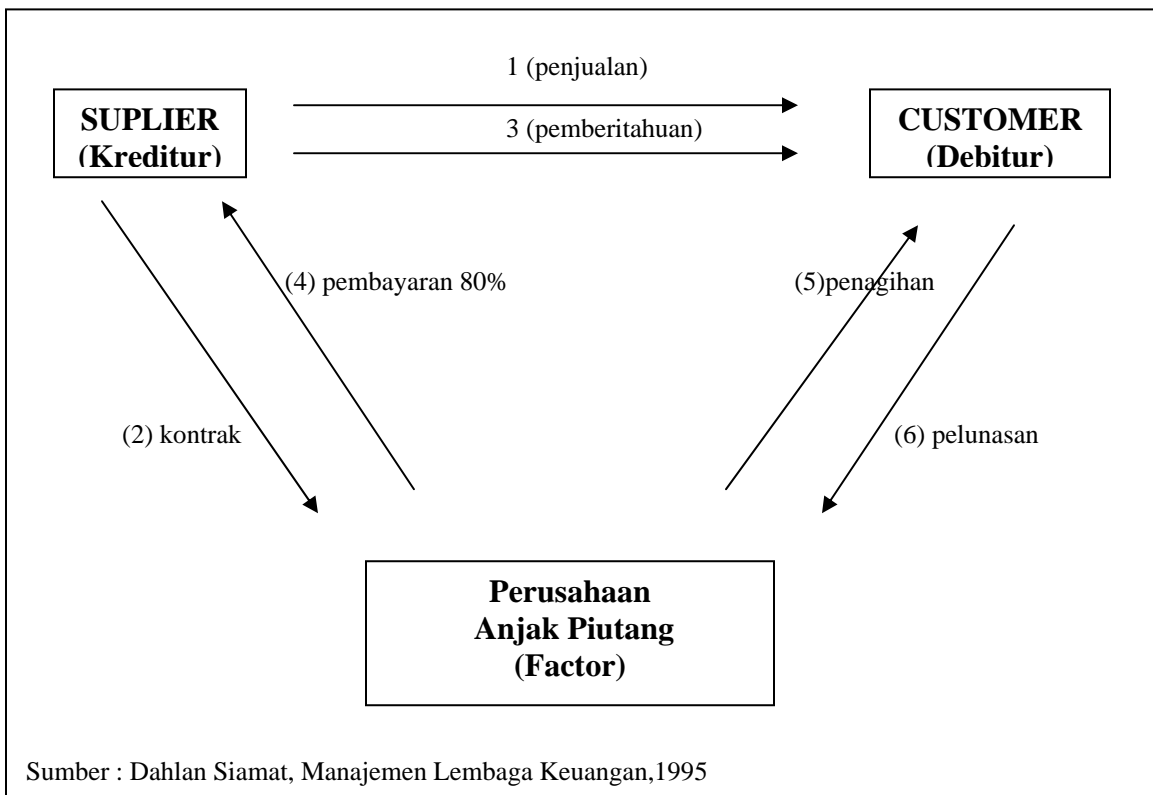 1 (penjualan)
SUPLIER
(Kreditur)
3 (pemberitahuan)
CUSTOMER
(Debitur)
(4) pembayaran 80%
(5)penagihan
(2) kontrak
(6) pelunasan
Perusahaan
Anjak Piutang
(Factor)
Sumber : Dahlan Siamat, Manajemen Lembaga Keuangan,1995